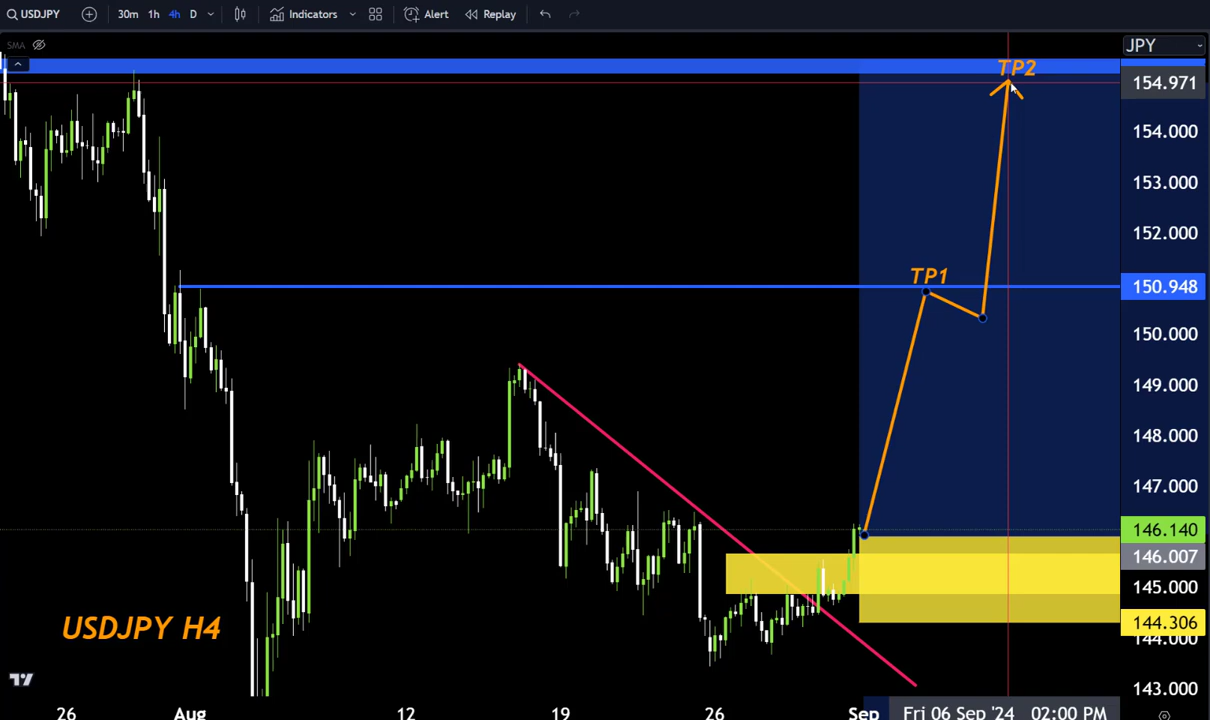 USDJPY 30m 1h 4h D Indicators Alert Replay
SMA
JPY
TP2
154.971
154.000
153.000
152.000
TP1
150.948
150.000
149.000
148.000
147.000
146.140
146.007
145.000
144.306
144.000
USDJPY H4
143.000
26 Aug 12 19 26 Sep Fri 06 Sep '24 02:00 PM